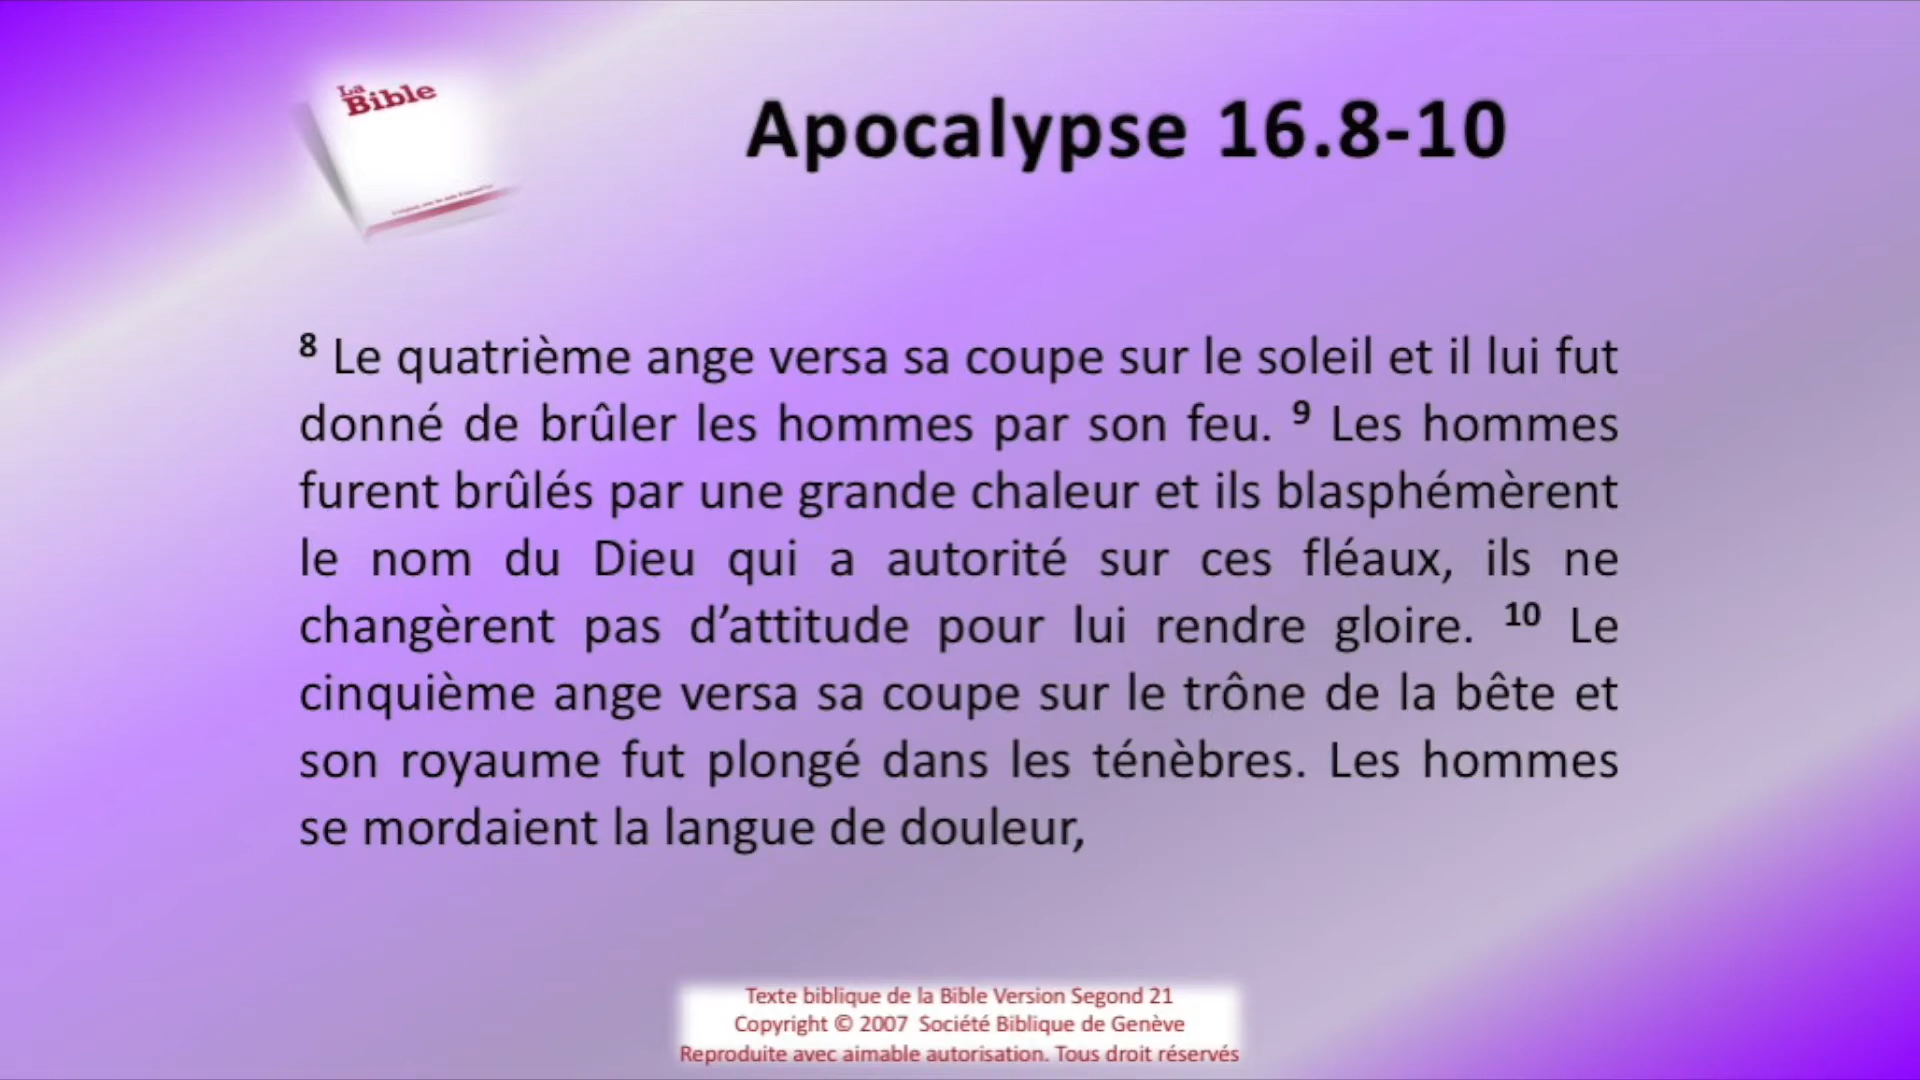 La
Bible
Apocalypse 16.8-10
8 Le quatrième ange versa sa coupe sur le soleil et il lui fut
donné de brûler les hommes par son feu. 9 Les hommes
furent brûlés par une grande chaleur et ils blasphémèrent
le nom du Dieu qui a autorité sur ces fléaux, ils ne
changèrent pas d’attitude pour lui rendre gloire. 10 Le
cinquième ange versa sa coupe sur le trône de la bête et
son royaume fut plongé dans les ténèbres. Les hommes
se mordaient la langue de douleur,
Texte biblique de la Bible Version Segond 21
Copyright © 2007 Société Biblique de Genève
Reproduite avec aimable autorisation. Tous droit réservés